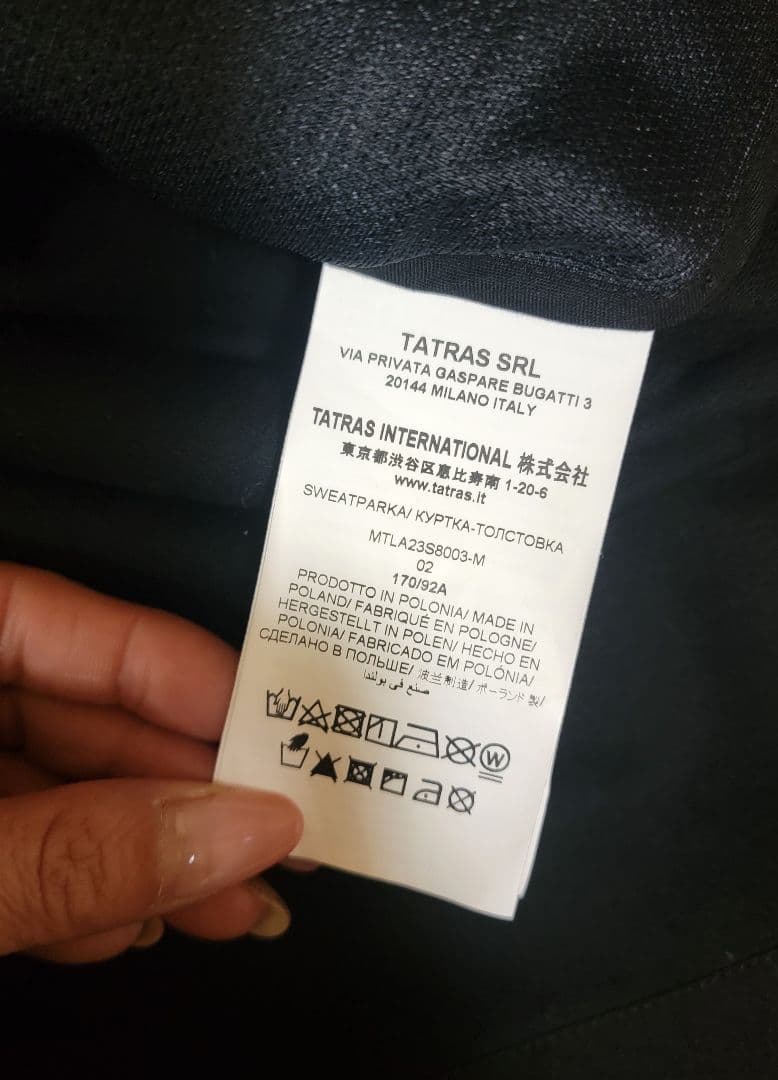 TATRAS SRL
VIA PRIVATA GASPARE BUGATTI 3
20144 MILANO ITALY
TATRAS INTERNATIONAL 株式会社
東京都渋谷区恵比寿南 1-20-6
www.tatras.it
SWEATPARKA/ КУРТКА-ТОЛСТОВКА
MTLA23S8003-M
02
170/92A
PRODOTTO IN POLONIA/ MADE IN
POLAND/ FABRIQUÉ EN POLOGNE/
HERGESTELLT IN POLEN/ HECHO EN
POLONIA/ FABRICADO EM POLÓNIA/
СДЕЛАНО В ПОЛЬШЕ/ 波兰制造/ ポーランド製/
صنع في بولندا
W